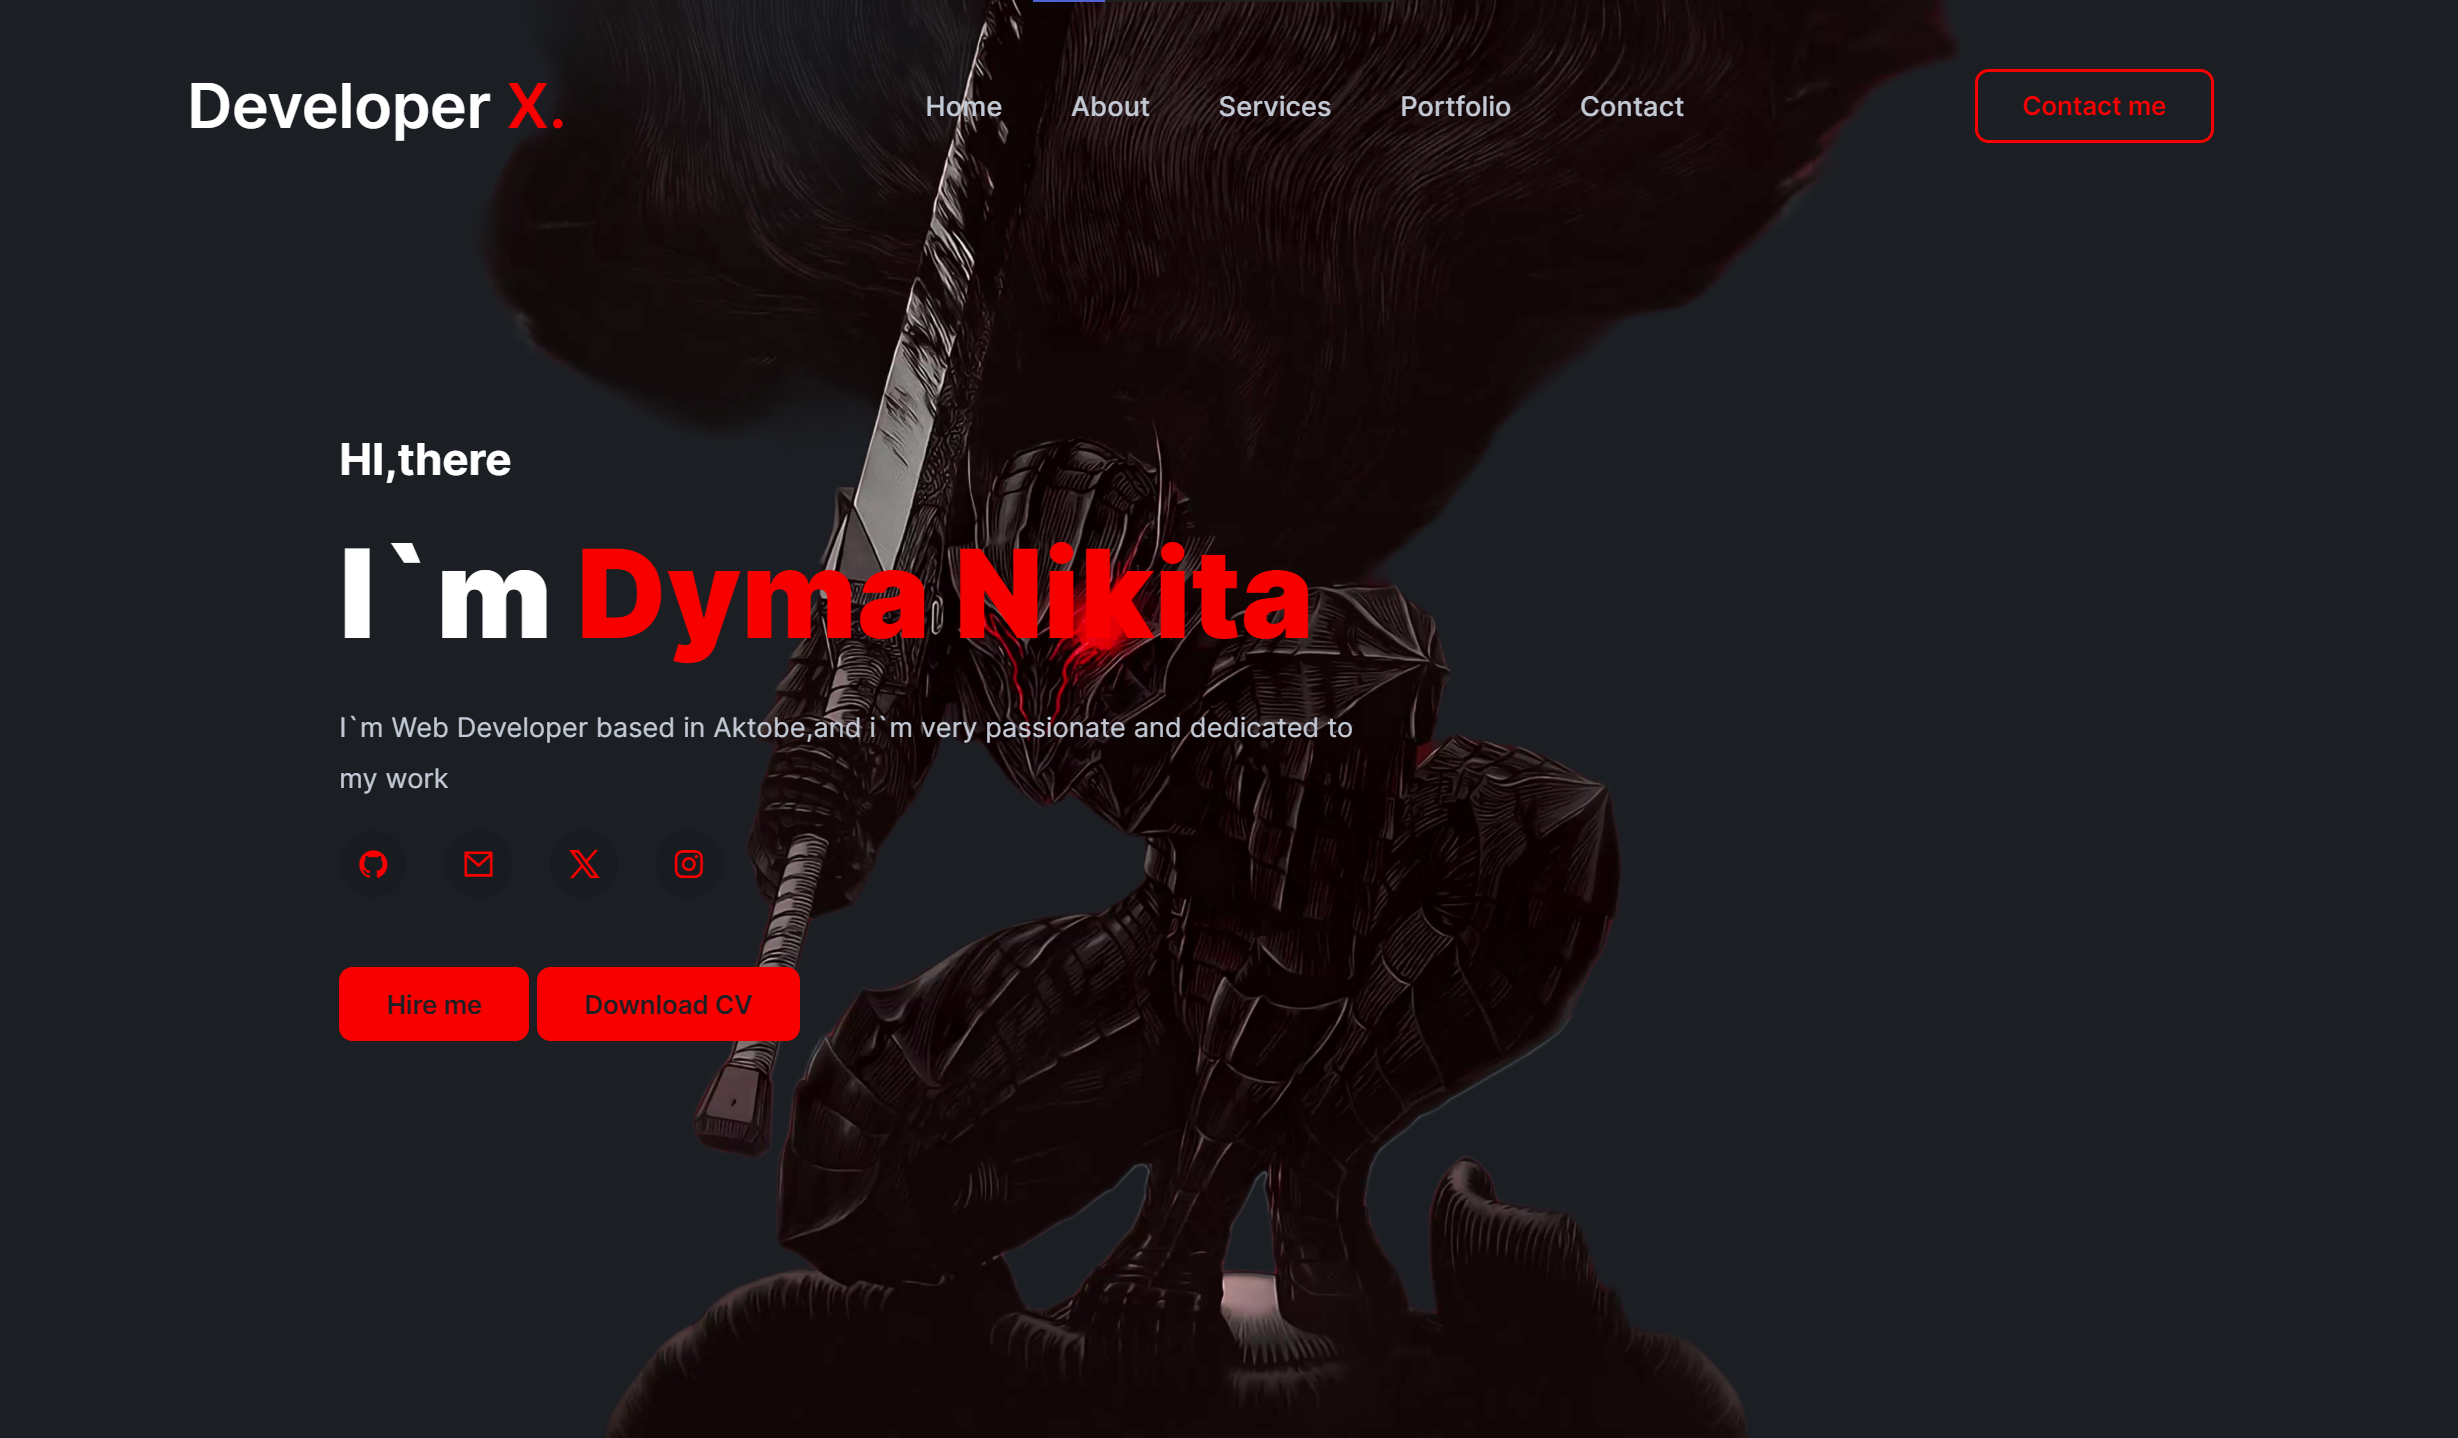 Developer X.
Home About Services Portfolio Contact
Contact me
HI,there
I`m Dyma Nikita
I`m Web Developer based in Aktobe,and i`m very passionate and dedicated to
my work
Hire me Download CV